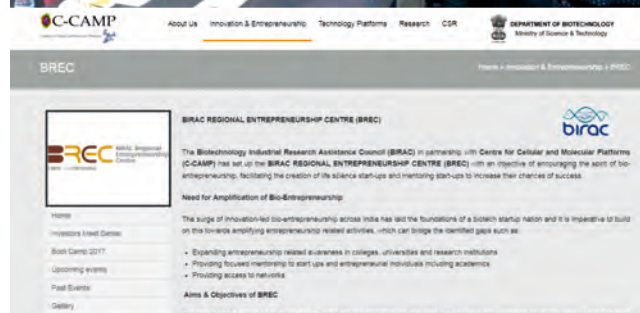 C-CAMP
About Us Innovation & Entrepreneurship Technology Platforms Research CSR
DEPARTMENT OF BIOTECHNOLOGY
Ministry of Science & Technology
BREC
Home » Innovation & Entrepreneurship » BREC
BIRAC REGIONAL ENTREPRENEURSHIP CENTRE (BREC)
birac
BREC
BIRAC Regional
Entrepreneurship
Centre
The Biotechnology Industrial Research Assistance Council (BIRAC) in partnership with Centre for Cellular and Molecular Platforms
(C-CAMP) has set up the BIRAC REGIONAL ENTREPRENEURSHIP CENTRE (BREC) with an objective of encouraging the spirit of bio-
entrepreneurship, facilitating the creation of life science start-ups and mentoring start-ups to increase their chances of success.
Need for Amplification of Bio-Entrepreneurship
The surge of innovation-led bio-entrepreneurship across India has laid the foundations of a biotech startup nation and it is imperative to build
on this towards amplifying entrepreneurship related activities, which can bridge the identified gaps such as:
• Expanding entrepreneurship related awareness in colleges, universities and research institutions
• Providing focused mentorship to start ups and entrepreneurial individuals including academics
• Providing access to networks
Aims & Objectives of BREC
Home
Investors Meet Series
Boot Camp 2017
Upcoming events
Past Events
Gallery